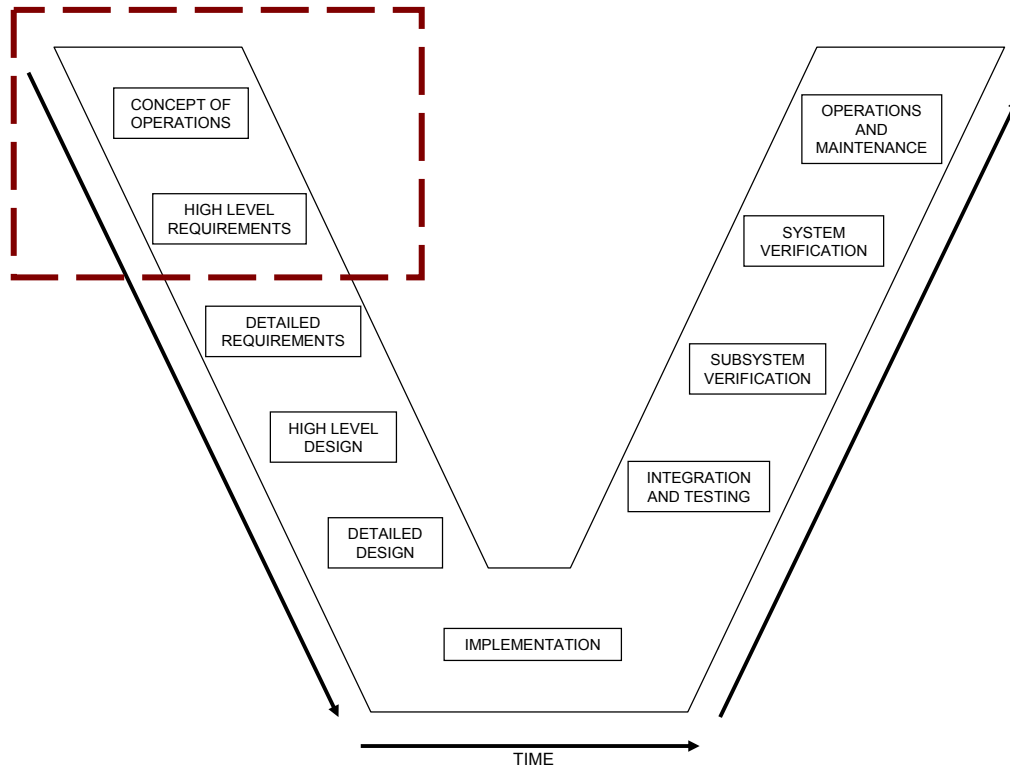 CONCEPT OF
OPERATIONS
HIGH LEVEL
REQUIREMENTS
DETAILED
REQUIREMENTS
HIGH LEVEL
DESIGN
DETAILED
DESIGN
IMPLEMENTATION
INTEGRATION
AND TESTING
SUBSYSTEM
VERIFICATION
SYSTEM
VERIFICATION
OPERATIONS
AND
MAINTENANCE
TIME